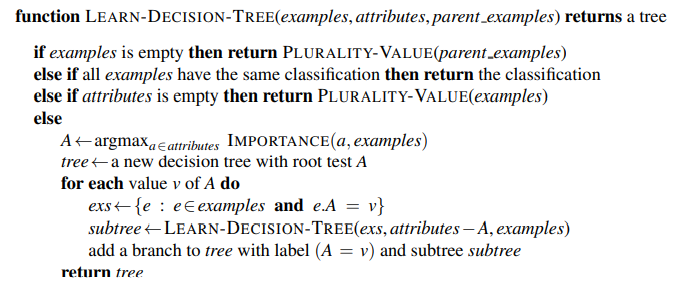 function LEARN-DECISION-TREE(examples, attributes, parent_examples) returns a tree
if examples is empty then return PLURALITY-VALUE(parent_examples)
else if all examples have the same classification then return the classification
else if attributes is empty then return PLURALITY-VALUE(examples)
else
A ← argmax a ∈ attributes IMPORTANCE(a, examples)
tree ← a new decision tree with root test A
for each value v of A do
exs ← {e : e ∈ examples and e.A = v}
subtree ← LEARN-DECISION-TREE(exs, attributes − A, examples)
add a branch to tree with label (A = v) and subtree subtree
return tree